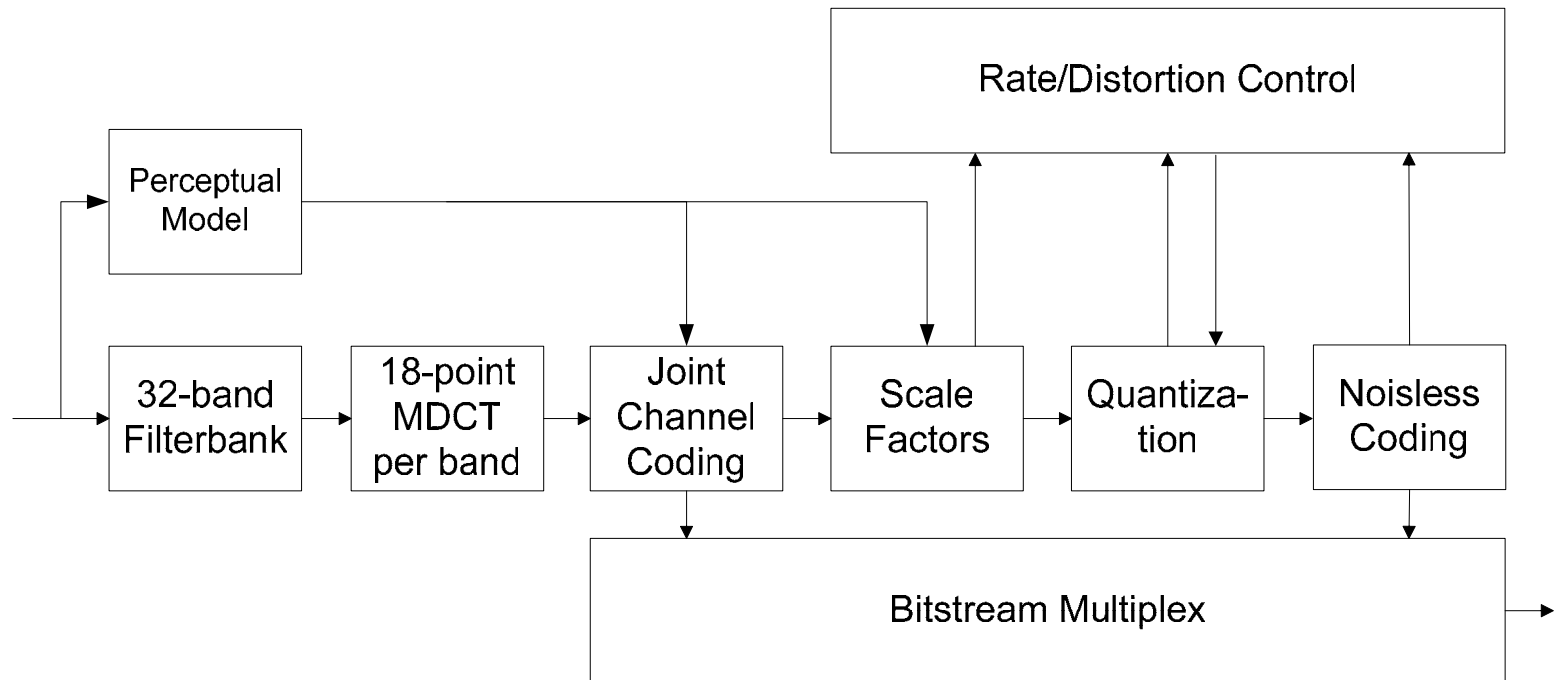 Rate/Distortion Control
Perceptual
Model
32-band
Filterbank
18-point
MDCT
per band
Joint
Channel
Coding
Scale
Factors
Quantiza-
tion
Noisless
Coding
Bitstream Multiplex